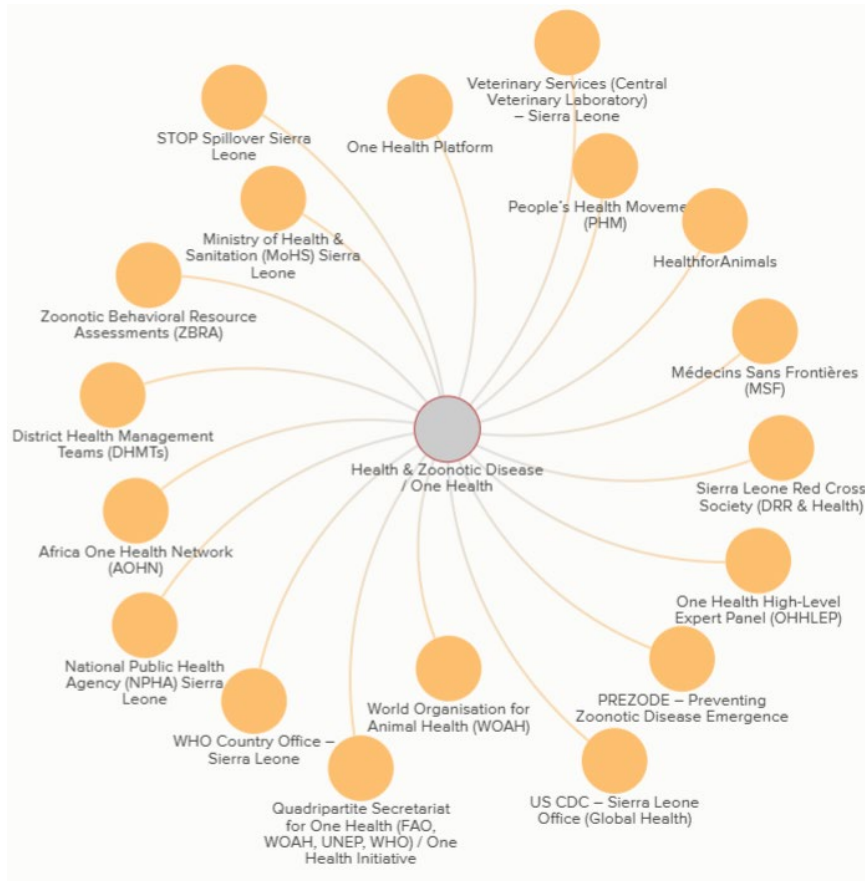 Veterinary Services (Central
Veterinary Laboratory)
– Sierra Leone
STOP Spillover Sierra
Leone
One Health Platform
People's Health Moveme
(PHM)
Ministry of Health &
Sanitation (MoHS) Sierra
Leone
HealthforAnimals
Zoonotic Behavioral Resource
Assessments (ZBRA)
Médecins Sans Frontières
(MSF)
District Health Management
Teams (DHMTs)
Health & Zoonotic Disease
/ One Health
Sierra Leone Red Cross
Society (DRR & Health)
Africa One Health Network
(AOHN)
One Health High-Level
Expert Panel (OHHLEP)
National Public Health
Agency (NPHA) Sierra
Leone
PREZODE – Preventing
Zoonotic Disease Emergence
World Organisation for
Animal Health (WOAH)
WHO Country Office –
Sierra Leone
US CDC – Sierra Leone
Office (Global Health)
Quadripartite Secretariat
for One Health (FAO,
WOAH, UNEP, WHO) / One
Health Initiative